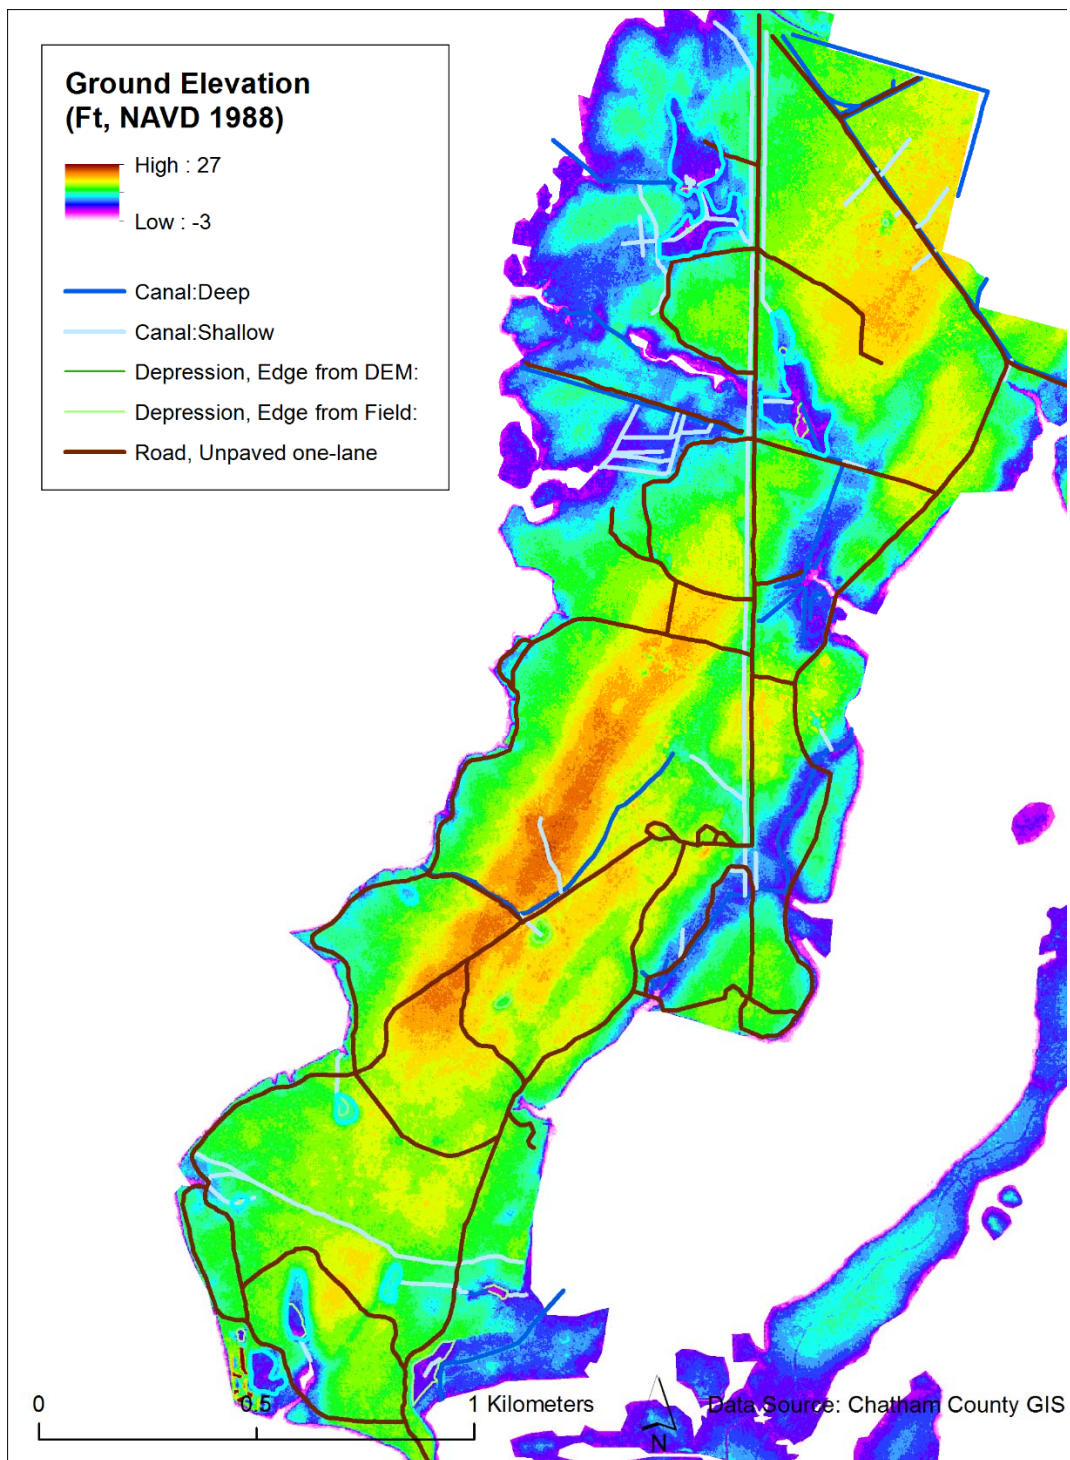 Ground Elevation
(Ft, NAVD 1988)
High : 27
Low : -3
Canal:Deep
Canal:Shallow
Depression, Edge from DEM:
Depression, Edge from Field:
Road, Unpaved one-lane
0 0.5 1 Kilometers
N
Data Source: Chatham County GIS